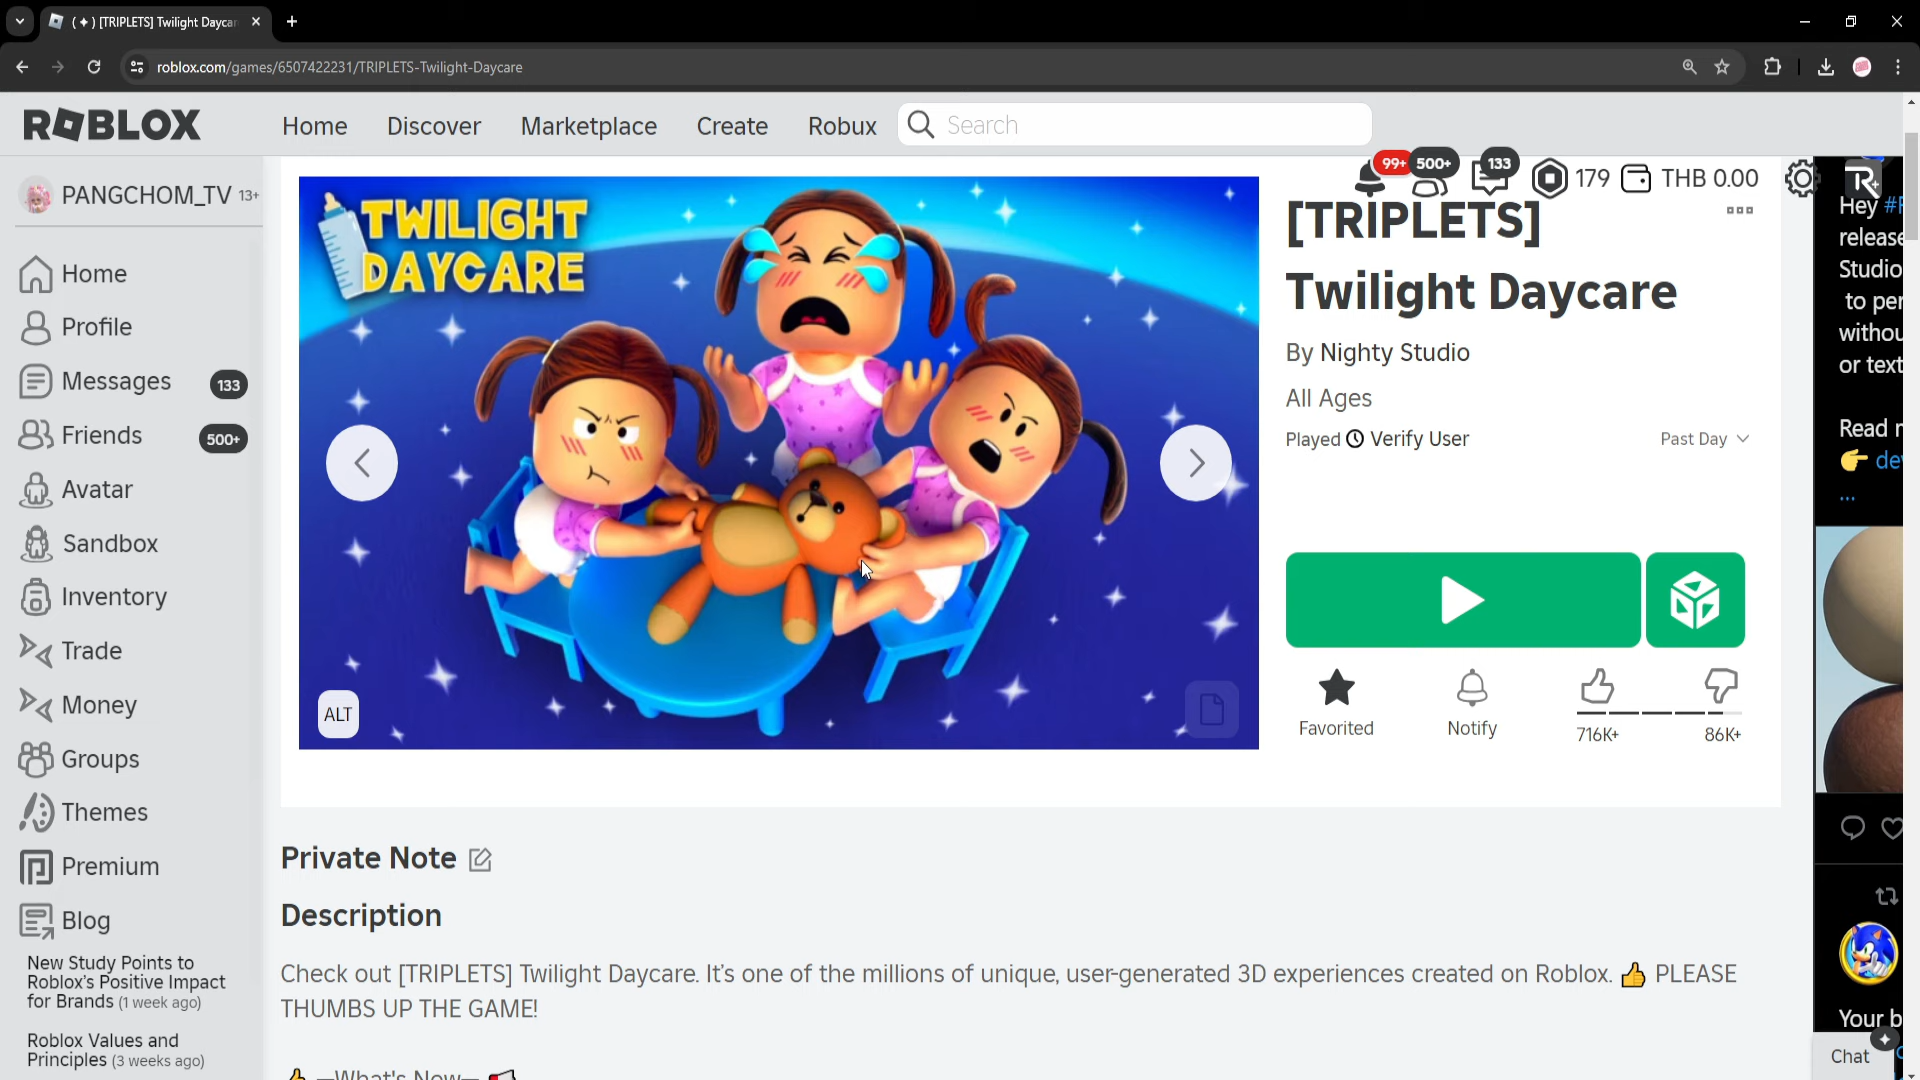 ( ✦ ) [TRIPLETS] Twilight Daycar
roblox.com/games/6507422231/TRIPLETS-Twilight-Daycare
ROBLOX
Home
Discover
Marketplace
Create
Robux
Search
99+
500+
133
179
THB 0.00
PANGCHOM_TV 13+
Home
Profile
Messages 133
Friends 500+
Avatar
Sandbox
Inventory
Trade
Money
Groups
Themes
Premium
Blog
New Study Points to
Roblox's Positive Impact
for Brands (1 week ago)
Roblox Values and
Principles (3 weeks ago)
TWILIGHT
DAYCARE
ALT
[TRIPLETS]
Twilight Daycare
By Nighty Studio
All Ages
Played Verify User
Past Day
Favorited
Notify
716K+
86K+
Private Note
Description
Check out [TRIPLETS] Twilight Daycare. It's one of the millions of unique, user-generated 3D experiences created on Roblox. 👍 PLEASE
THUMBS UP THE GAME!
👍 —What's New— 📢
R+
Hey
release
Studio
to per
withou
or text
Read
👉 de
...
Your b
Chat